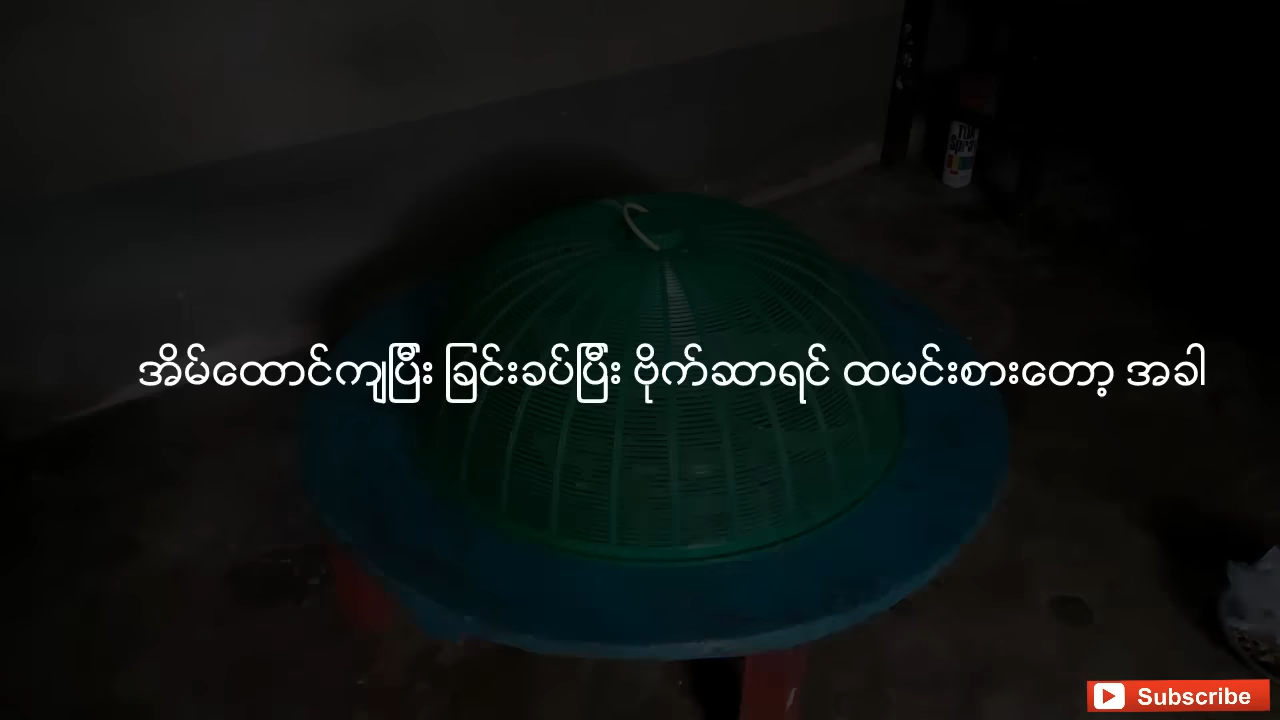 အိမ်ထောင်ကျပြီး ခြင်းခပ်ပြီး ဗိုက်ဆာရင် ထမင်းစားတော့ အခါ
Subscribe